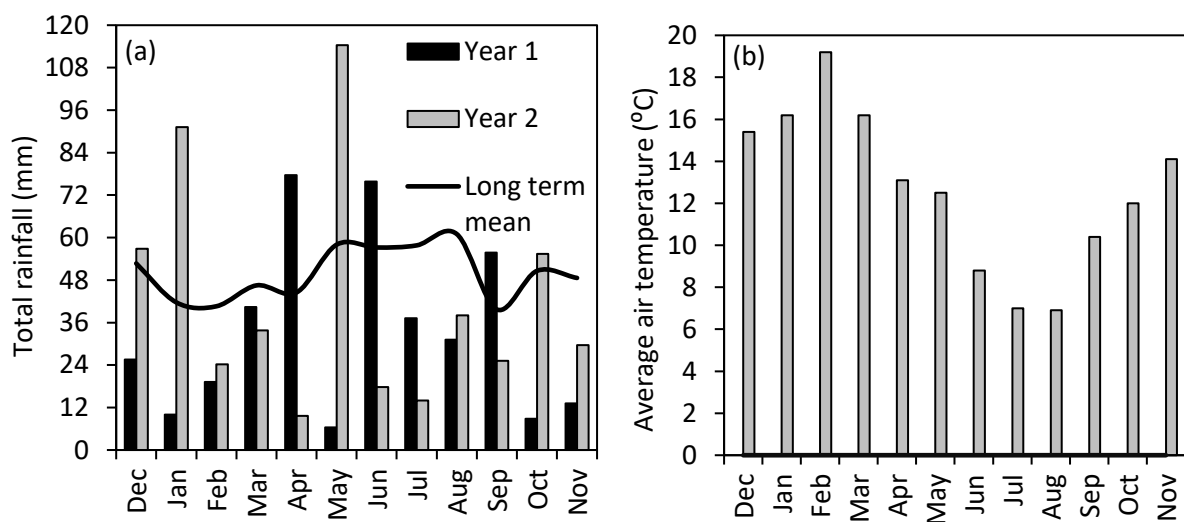 (a)
Total rainfall (mm)
120
108
96
84
72
60
48
36
24
12
0
Year 1
Year 2
Long term
mean
Dec
Jan
Feb
Mar
Apr
May
Jun
Jul
Aug
Sep
Oct
Nov
(b)
Average air temperature (⁰C)
20
18
16
14
12
10
8
6
4
2
0
Dec
Jan
Feb
Mar
Apr
May
Jun
Jul
Aug
Sep
Oct
Nov